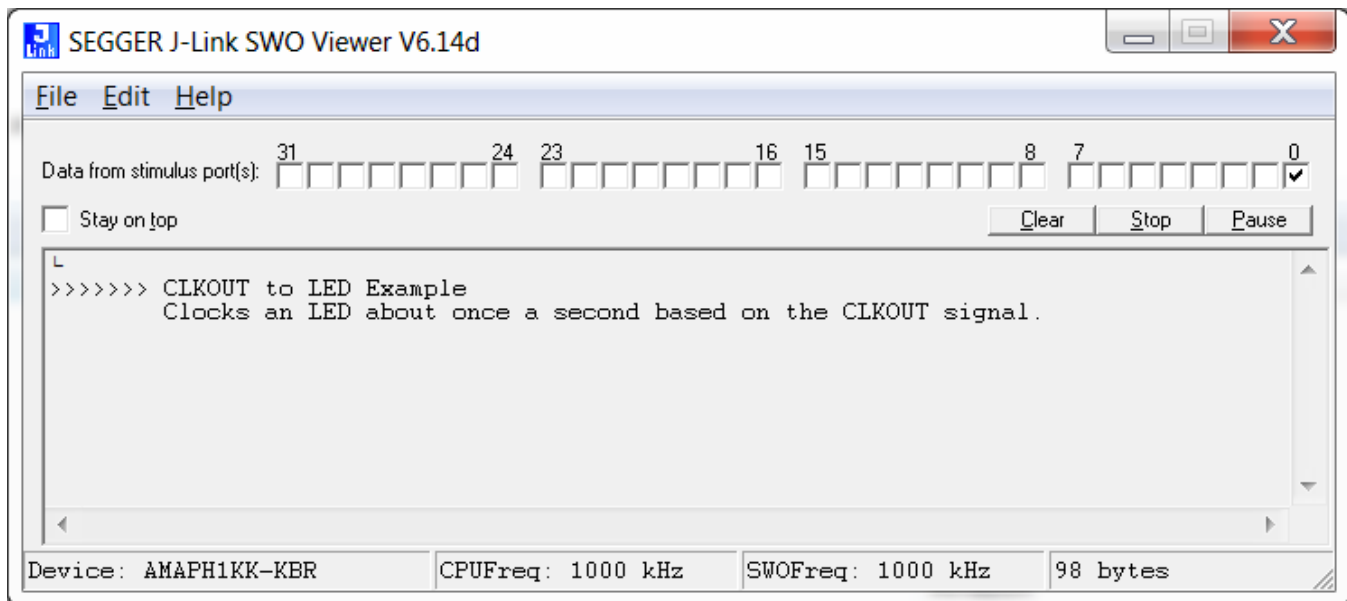 J Link SEGGER J-Link SWO Viewer V6.14d
File Edit Help
Data from stimulus port(s): 31 24 23 16 15 8 7 0
Stay on top Clear Stop Pause
└
>>>>>>> CLKOUT to LED Example
Clocks an LED about once a second based on the CLKOUT signal.
Device: AMAPH1KK-KBR CPUFreq: 1000 kHz SWOFreq: 1000 kHz 98 bytes